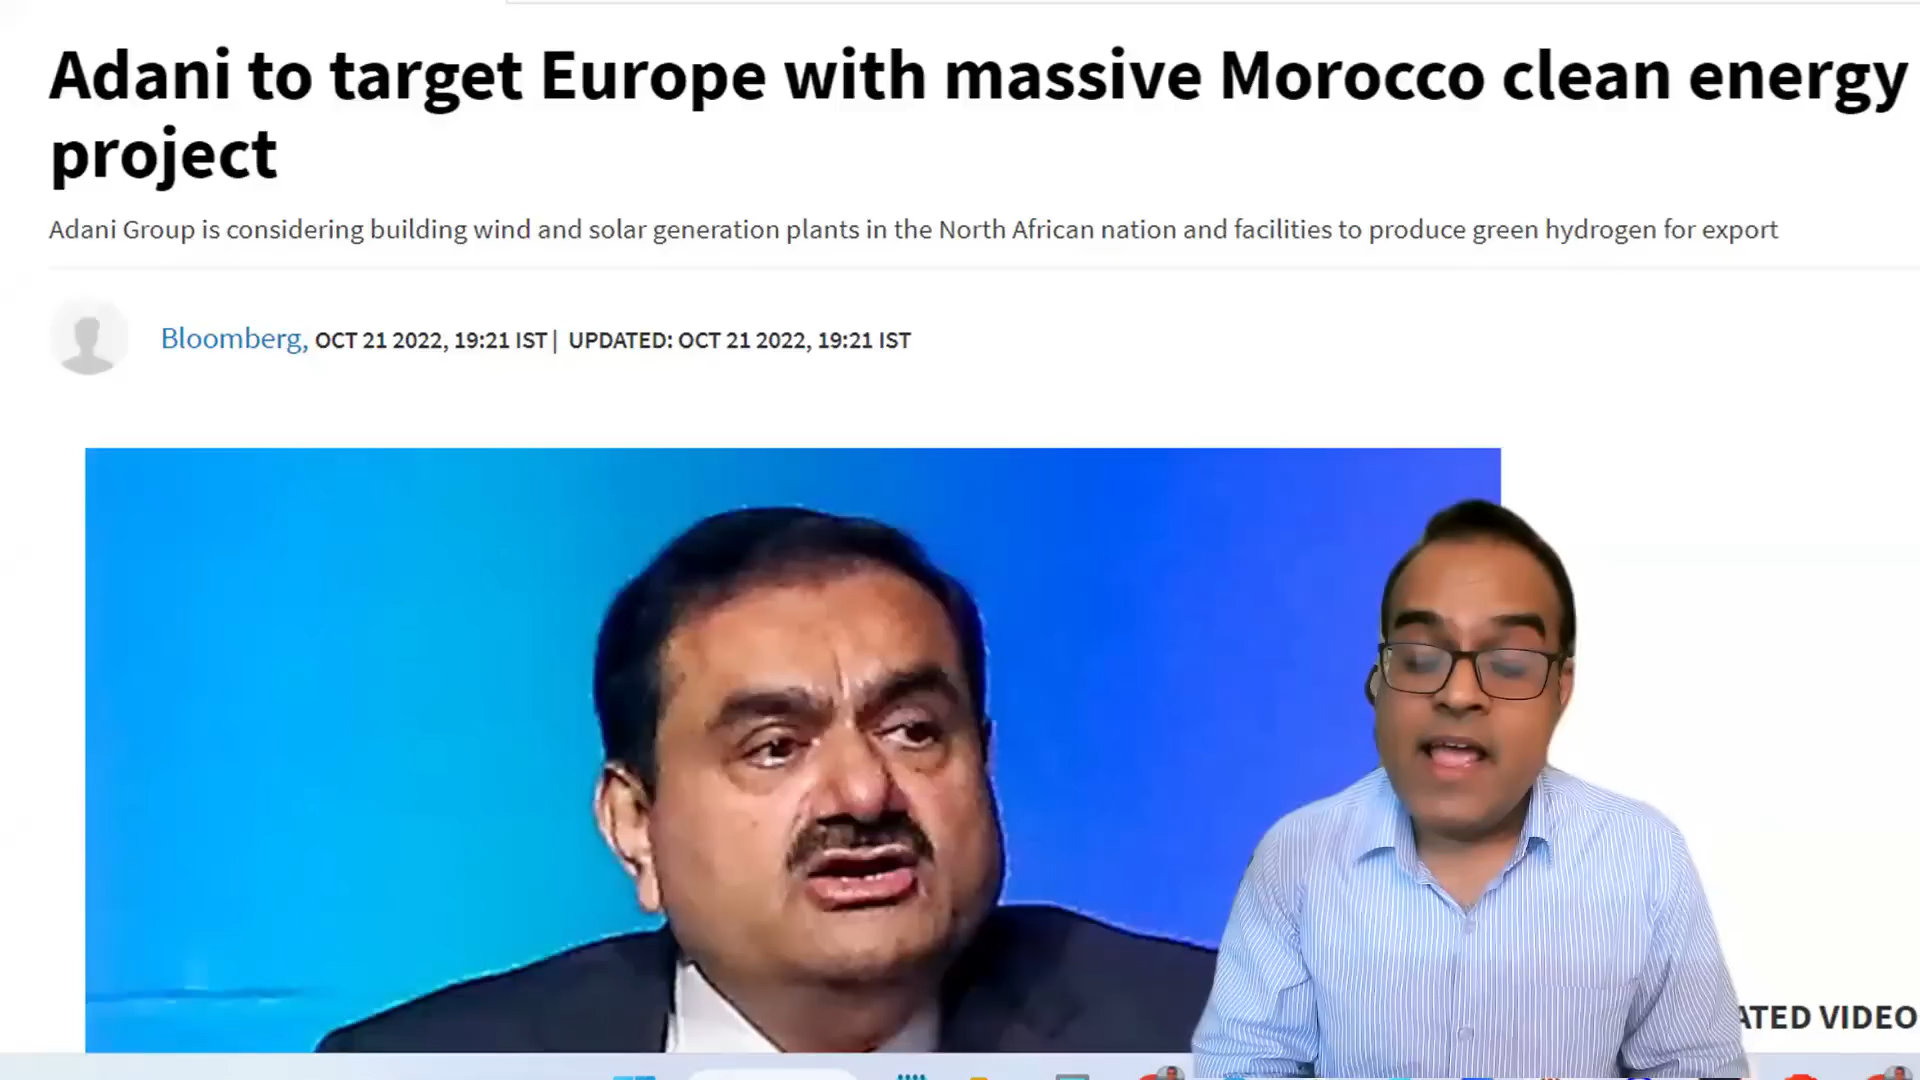 Adani to target Europe with massive Morocco clean energy
project
Adani Group is considering building wind and solar generation plants in the North African nation and facilities to produce green hydrogen for export
Bloomberg, OCT 21 2022, 19:21 IST | UPDATED: OCT 21 2022, 19:21 IST
VIDEO